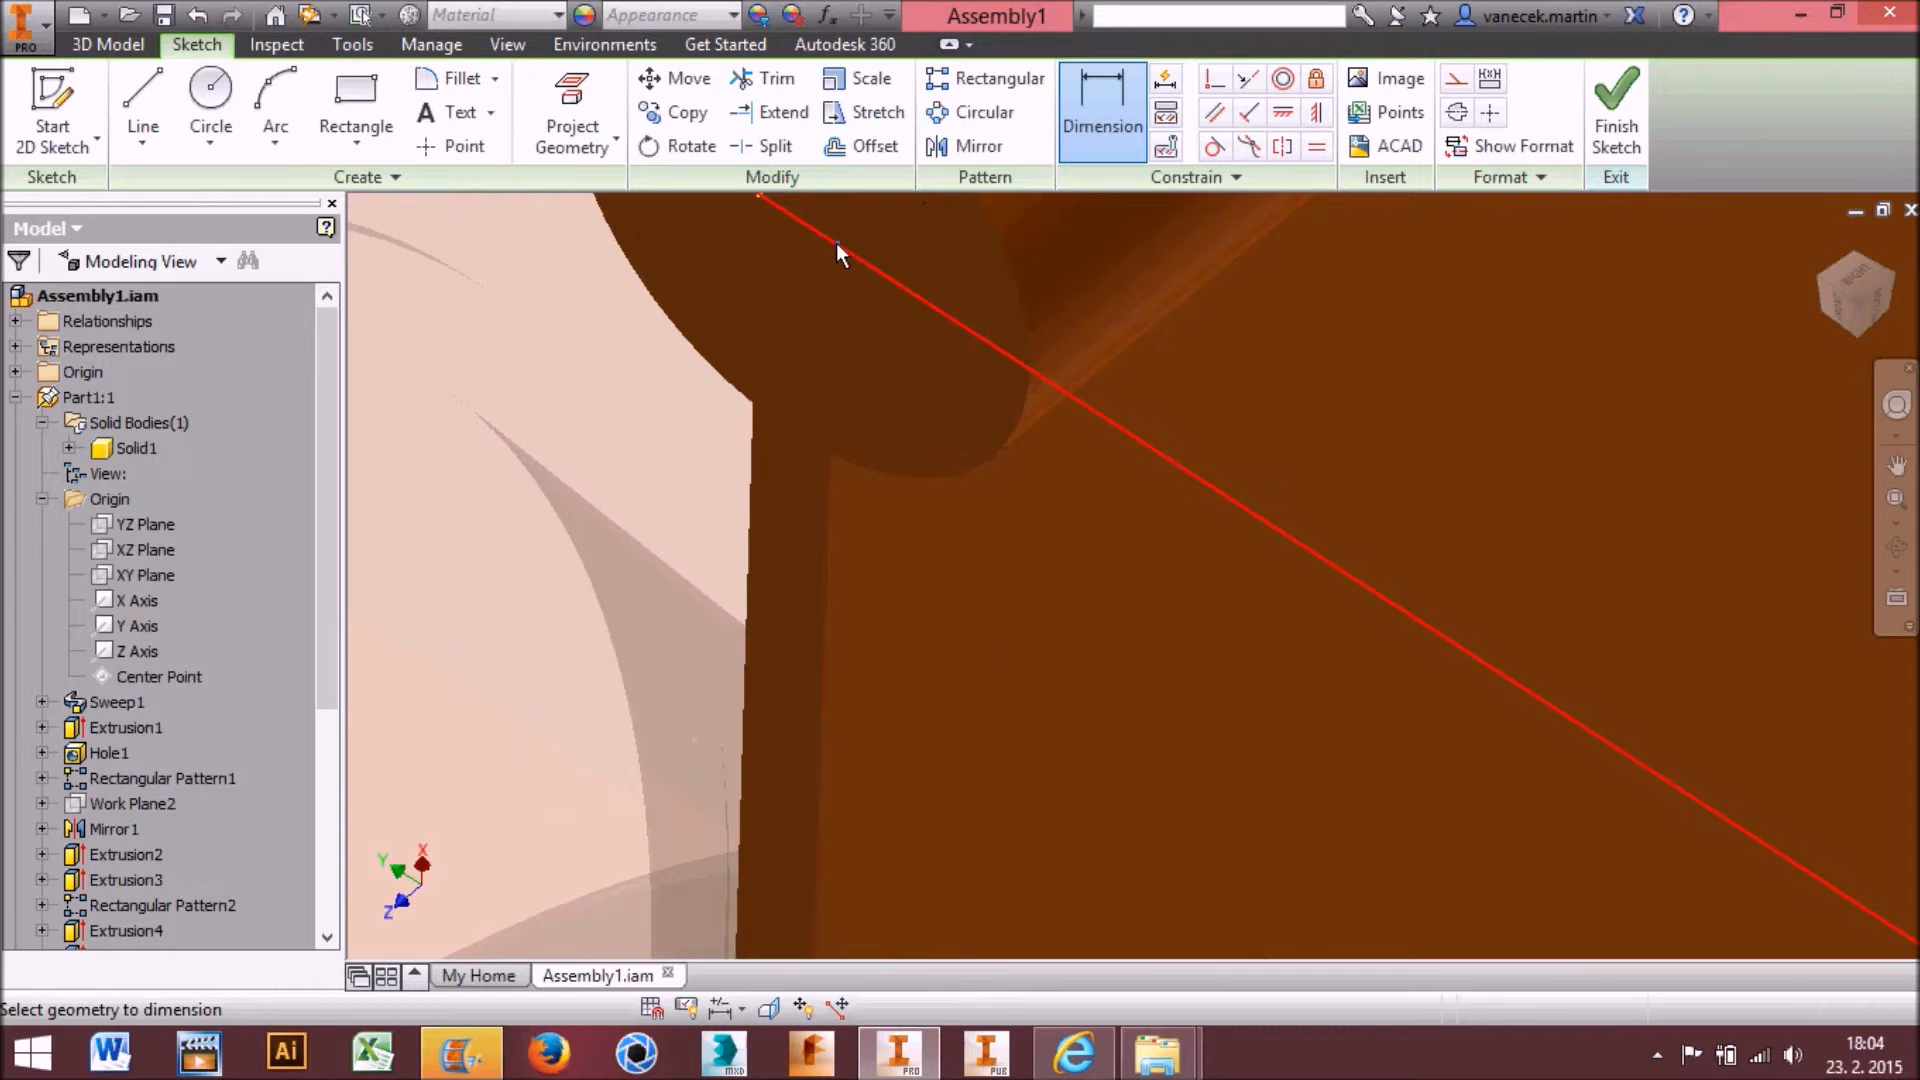 Material
Appearance
Assembly1
vanecek.martin
PRO
3D Model
Sketch
Inspect
Tools
Manage
View
Environments
Get Started
Autodesk 360
Start
2D Sketch
Line
Circle
Arc
Rectangle
Fillet
Text
Point
Project
Geometry
Move
Copy
Rotate
Trim
Extend
Split
Scale
Stretch
Offset
Rectangular
Circular
Mirror
Dimension
Image
Points
ACAD
Show Format
Finish
Sketch
Sketch
Create
Modify
Pattern
Constrain
Insert
Format
Exit
Model
Modeling View
Assembly1.iam
Relationships
Representations
Origin
Part1:1
Solid Bodies(1)
Solid1
View:
Origin
YZ Plane
XZ Plane
XY Plane
X Axis
Y Axis
Z Axis
Center Point
Sweep1
Extrusion1
Hole1
Rectangular Pattern1
Work Plane2
Mirror1
Extrusion2
Extrusion3
Rectangular Pattern2
Extrusion4
X
Y
Z
My Home
Assembly1.iam
Select geometry to dimension
Ai
MXD
PRO
PUB
18:04
23. 2. 2015